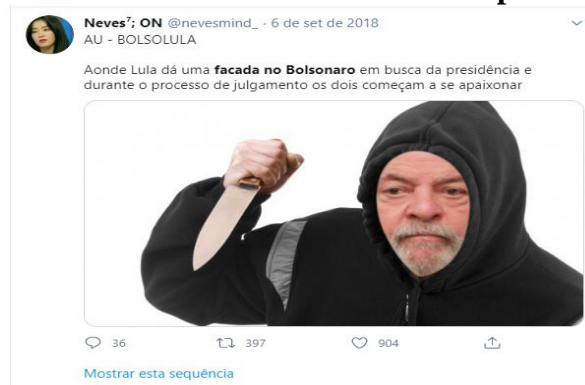 Neves⁷; ON @nevesmind_ · 6 de set de 2018
AU - BOLSOLULA
Aonde Lula dá uma facada no Bolsonaro em busca da presidência e
durante o processo de julgamento os dois começam a se apaixonar
36 397 904
Mostrar esta sequência